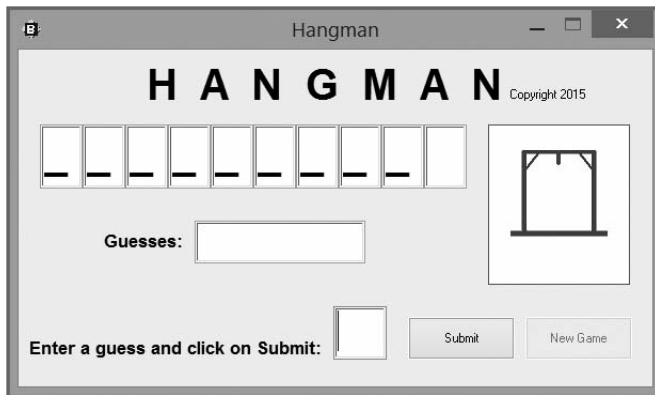 Hangman
H A N G M A N Copyright 2015
_ _ _ _ _ _ _ _ _
Guesses:
Enter a guess and click on Submit:
Submit
New Game